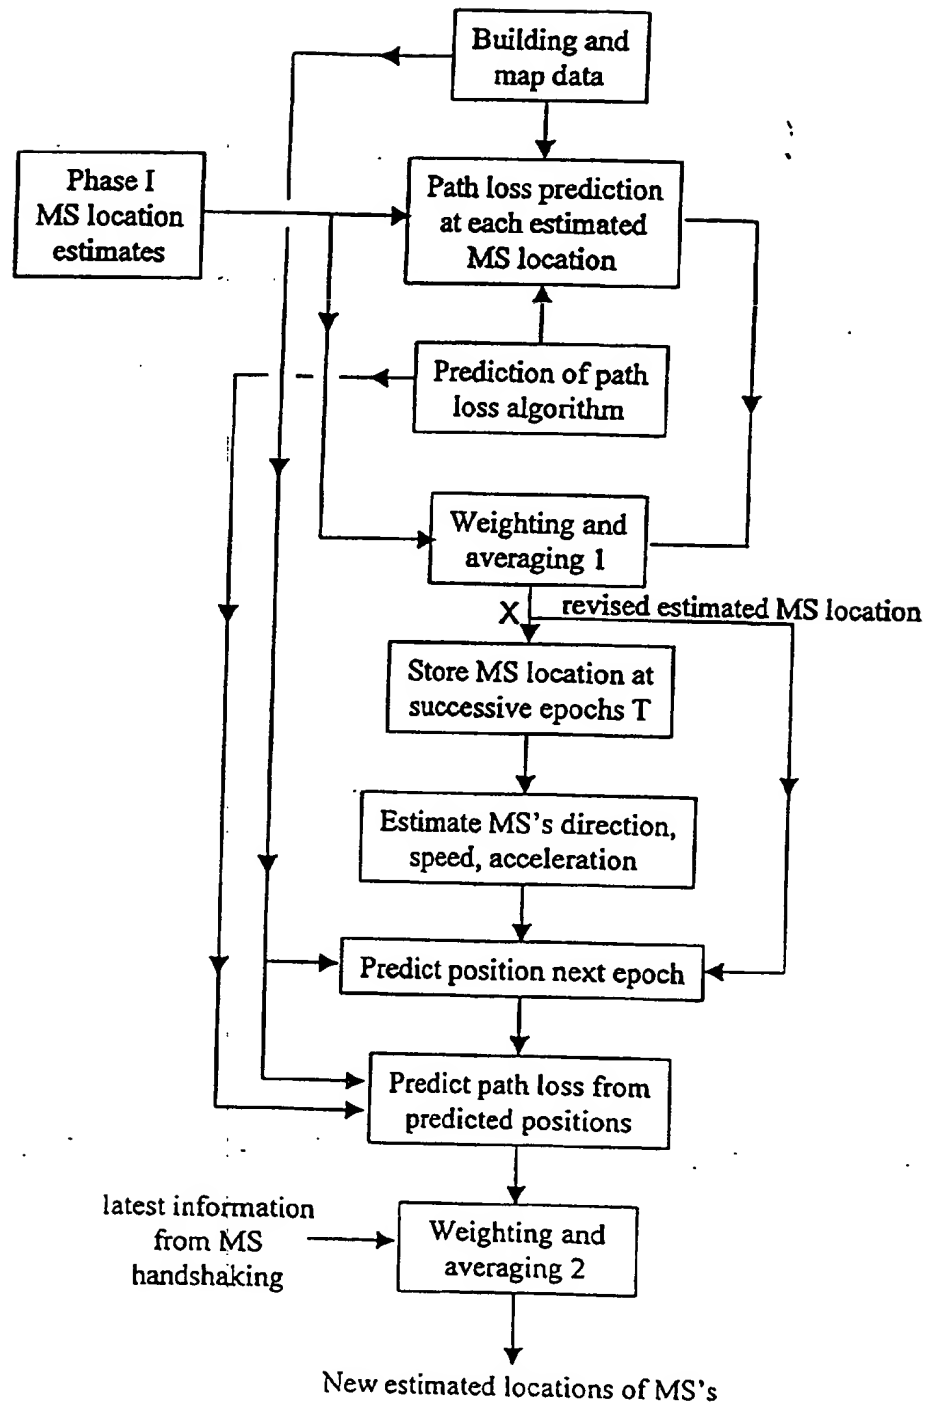 Building and
map data
Phase I
MS location
estimates
Path loss prediction
at each estimated
MS location
Prediction of path
loss algorithm
Weighting and
averaging 1
X
revised estimated MS location
Store MS location at
successive epochs T
Estimate MS's direction,
speed, acceleration
Predict position next epoch
Predict path loss from
predicted positions
latest information
from MS
handshaking
Weighting and
averaging 2
New estimated locations of MS's